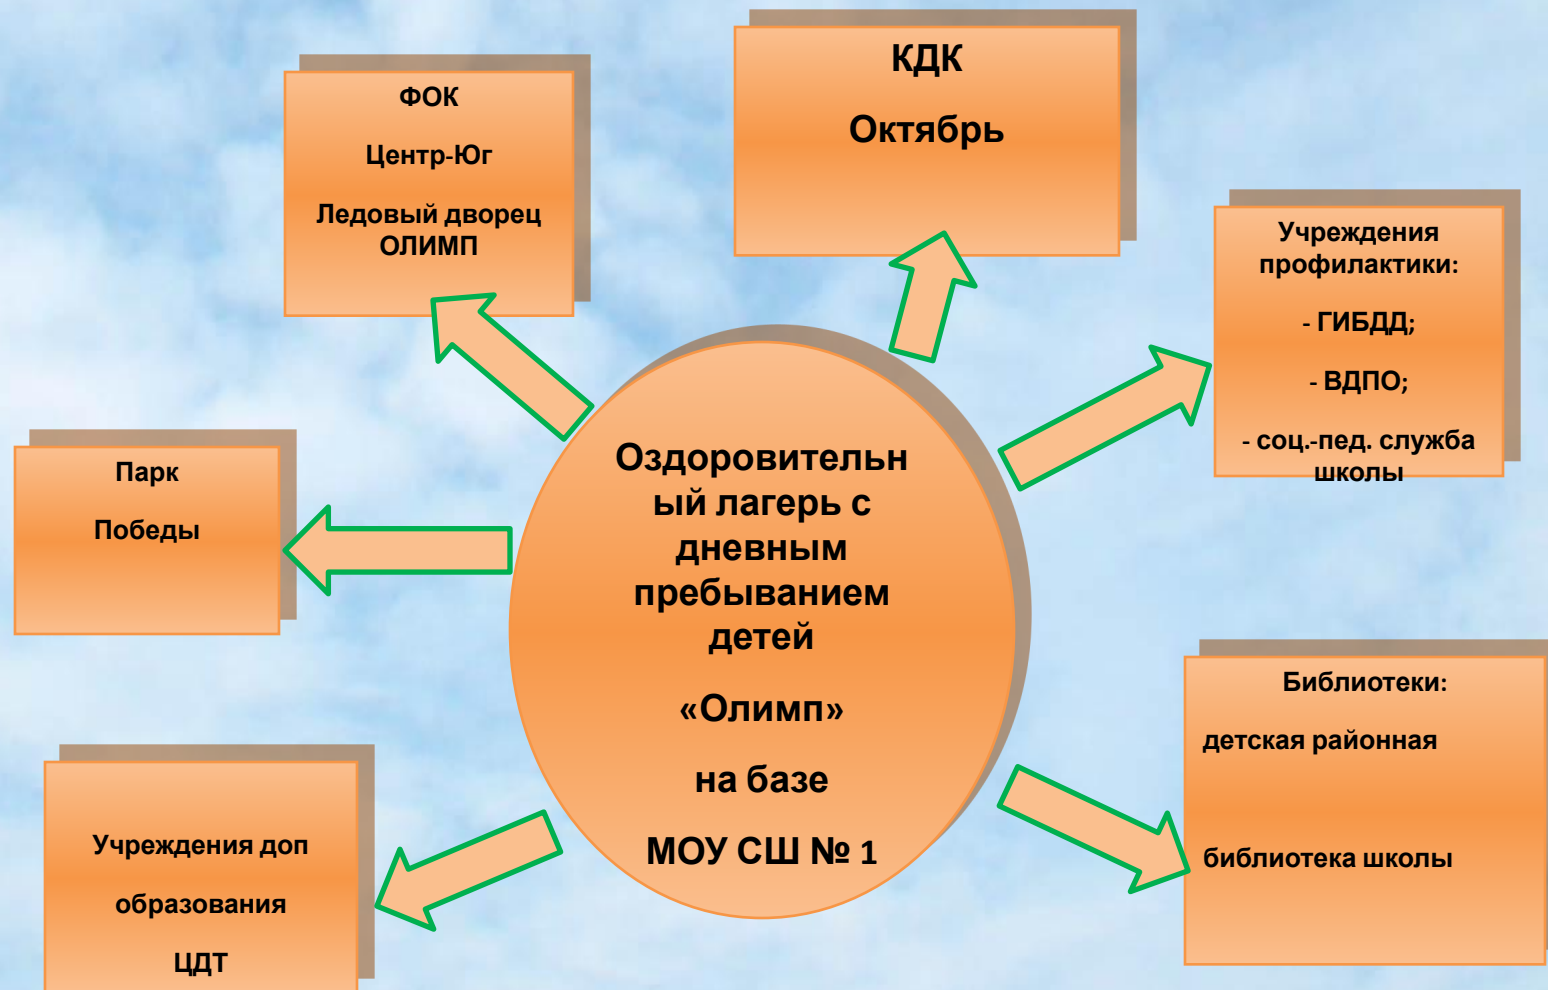 КДК
Октябрь
ФОК
Центр-Юг
Ледовый дворец
ОЛИМП
Учреждения
профилактики:
- ГИБДД;
- ВДПО;
- соц.-пед. служба
школы
Парк
Победы
Оздоровительн
ый лагерь с
дневным
пребыванием
детей
«Олимп»
на базе
МОУ СШ № 1
Библиотеки:
детская районная
библиотека школы
Учреждения доп
образования
ЦДТ